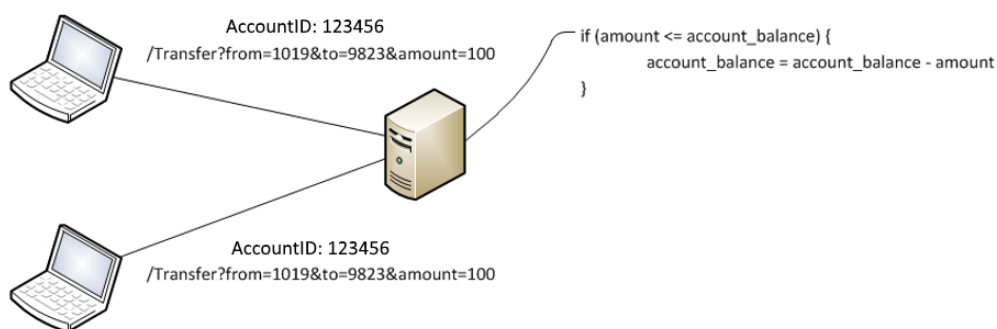 AccountID: 123456
/Transfer?from=1019&to=9823&amount=100
if (amount <= account_balance) {
account_balance = account_balance - amount
}
AccountID: 123456
/Transfer?from=1019&to=9823&amount=100